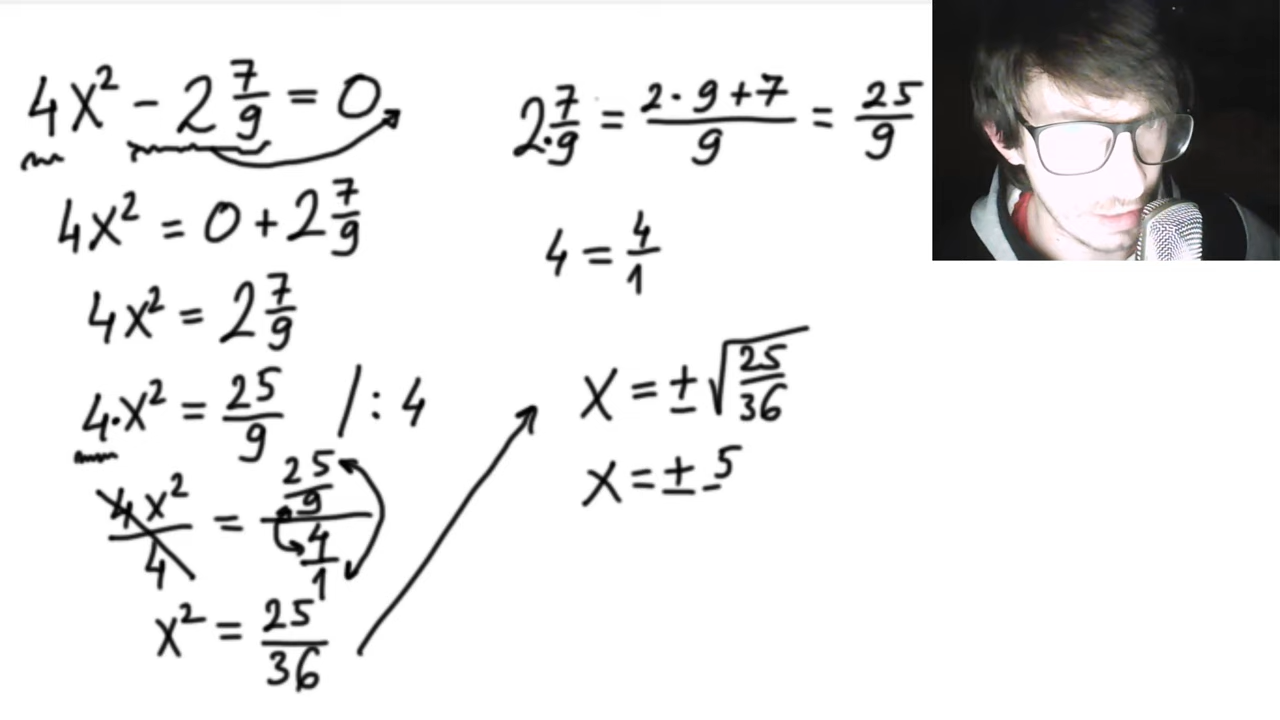 4x² - 2 7/9 = 0
4x² = 0 + 2 7/9
4x² = 2 7/9
4·x² = 25/9 /:4
4x²/4 = (25/9)/(4/1)
x² = 25/36
2 7/9 = (2·9+7)/9 = 25/9
4 = 4/1
x = ±√(25/36)
x = ± 5